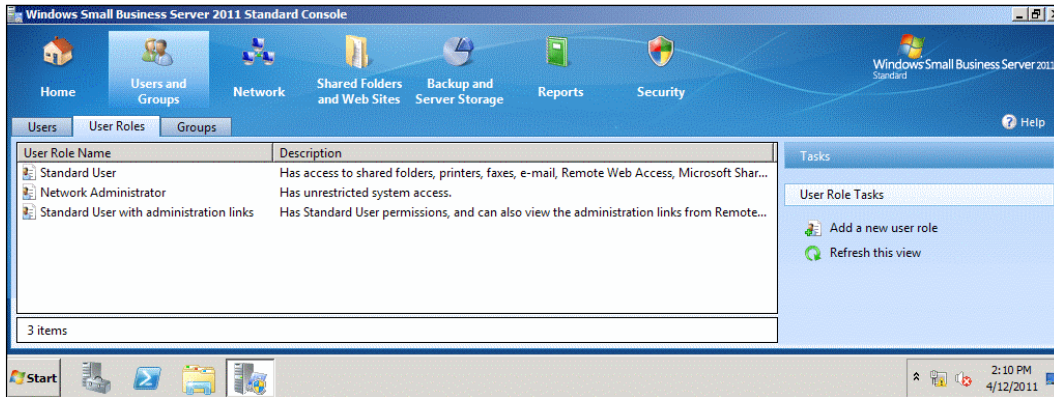 Windows Small Business Server 2011 Standard Console
Home
Users and
Groups
Network
Shared Folders
and Web Sites
Backup and
Server Storage
Reports
Security
Windows Small Business Server 2011
Standard
Users
User Roles
Groups
Help
User Role Name
Description
Standard User
Has access to shared folders, printers, faxes, e-mail, Remote Web Access, Microsoft Shar...
Network Administrator
Has unrestricted system access.
Standard User with administration links
Has Standard User permissions, and can also view the administration links from Remote...
3 items
Tasks
User Role Tasks
Add a new user role
Refresh this view
Start
2:10 PM
4/12/2011